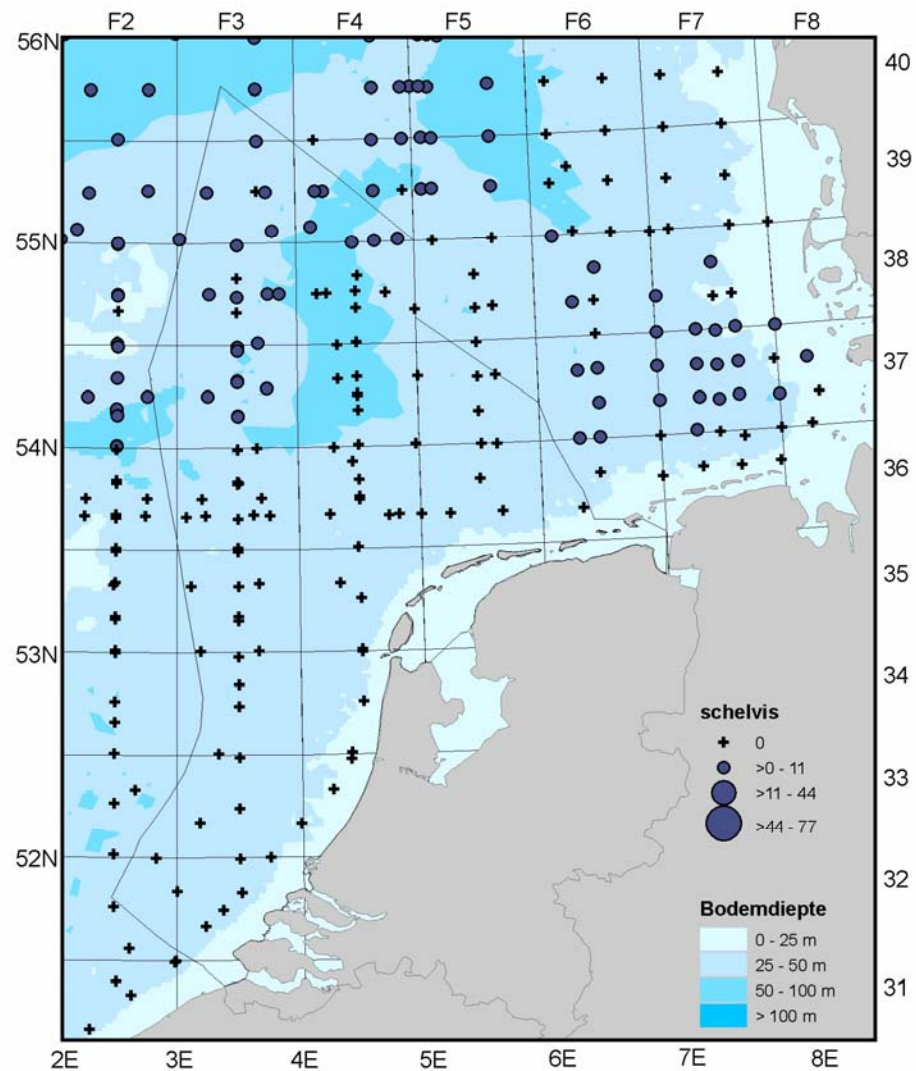 F2 F3 F4 F5 F6 F7 F8
56N
40
39
55N
38
37
54N
36
35
53N
34
schelvis
0
>0 - 11
33
>11 - 44
>44 - 77
52N
32
Bodemdiepte
0 - 25 m
25 - 50 m
50 - 100 m
31
> 100 m
2E 3E 4E 5E 6E 7E 8E